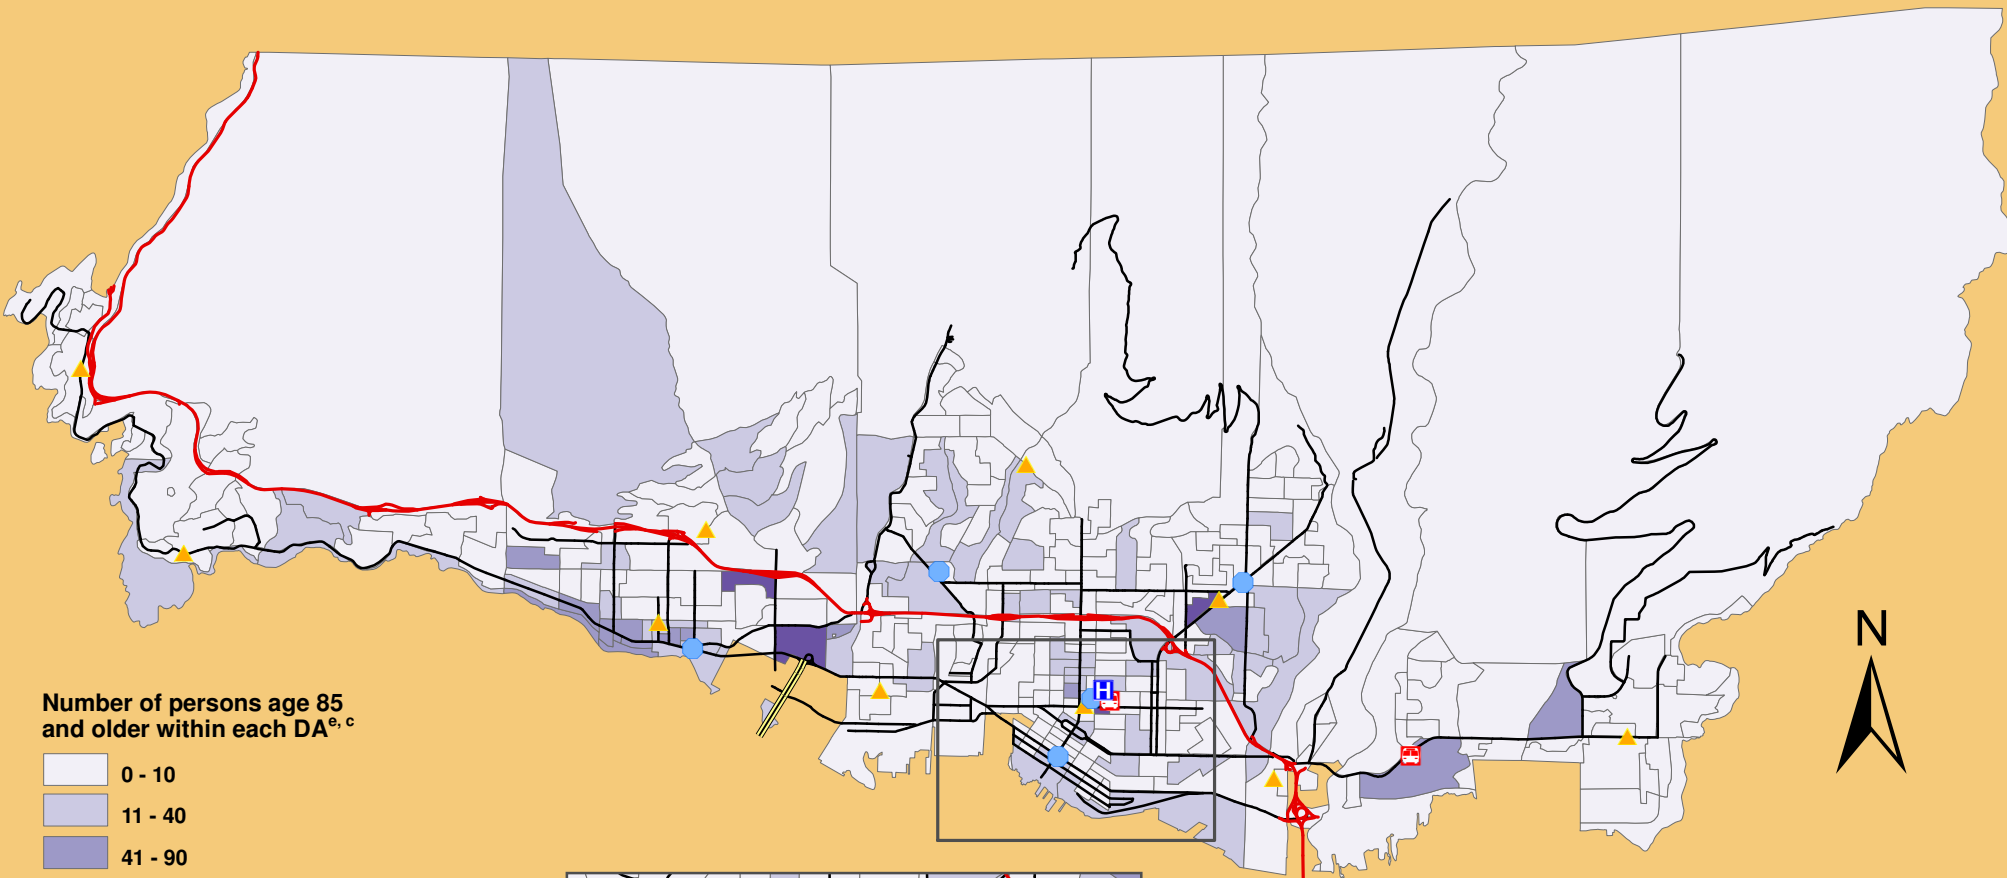 H
N
Number of persons age 85
and older within each DAe, c
0 - 10
11 - 40
41 - 90